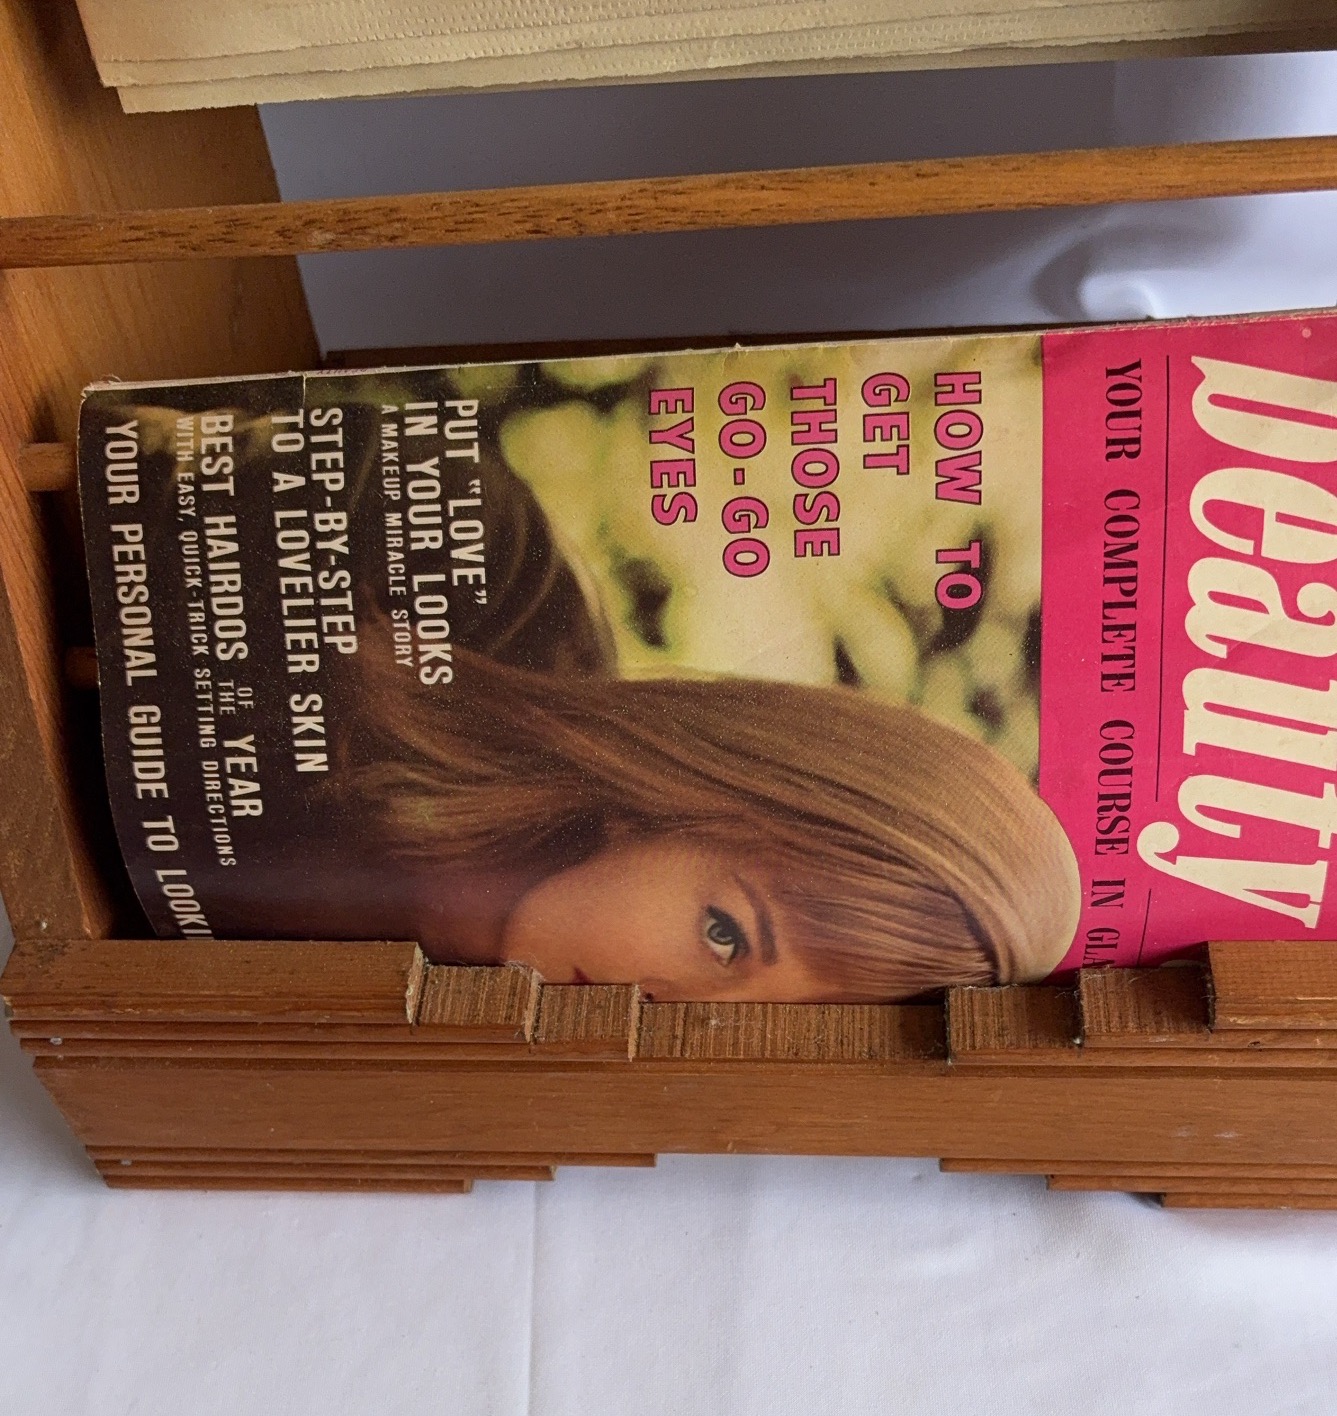 beauty
YOUR COMPLETE COURSE IN
HOW TO
GET
THOSE
GO-GO
EYES
PUT "LOVE"
IN YOUR LOOKS
A MAKEUP MIRACLE STORY
STEP-BY-STEP
TO A LOVELIER SKIN
BEST HAIRDOS OF THE YEAR
WITH EASY, QUICK-TRICK SETTING DIRECTIONS
YOUR PERSONAL GUIDE TO